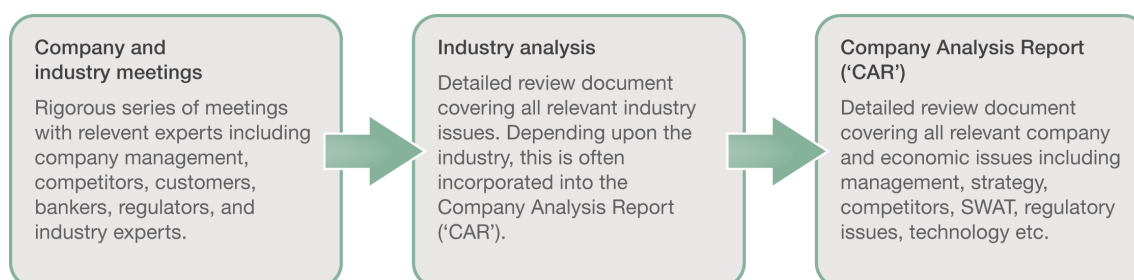 Company and
industry meetings
Rigorous series of meetings
with relevent experts including
company management,
competitors, customers,
bankers, regulators, and
industry experts.
Industry analysis
Detailed review document
covering all relevant industry
issues. Depending upon the
industry, this is often
incorporated into the
Company Analysis Report
(‘CAR’).
Company Analysis Report
(‘CAR’)
Detailed review document
covering all relevant company
and economic issues including
management, strategy,
competitors, SWAT, regulatory
issues, technology etc.